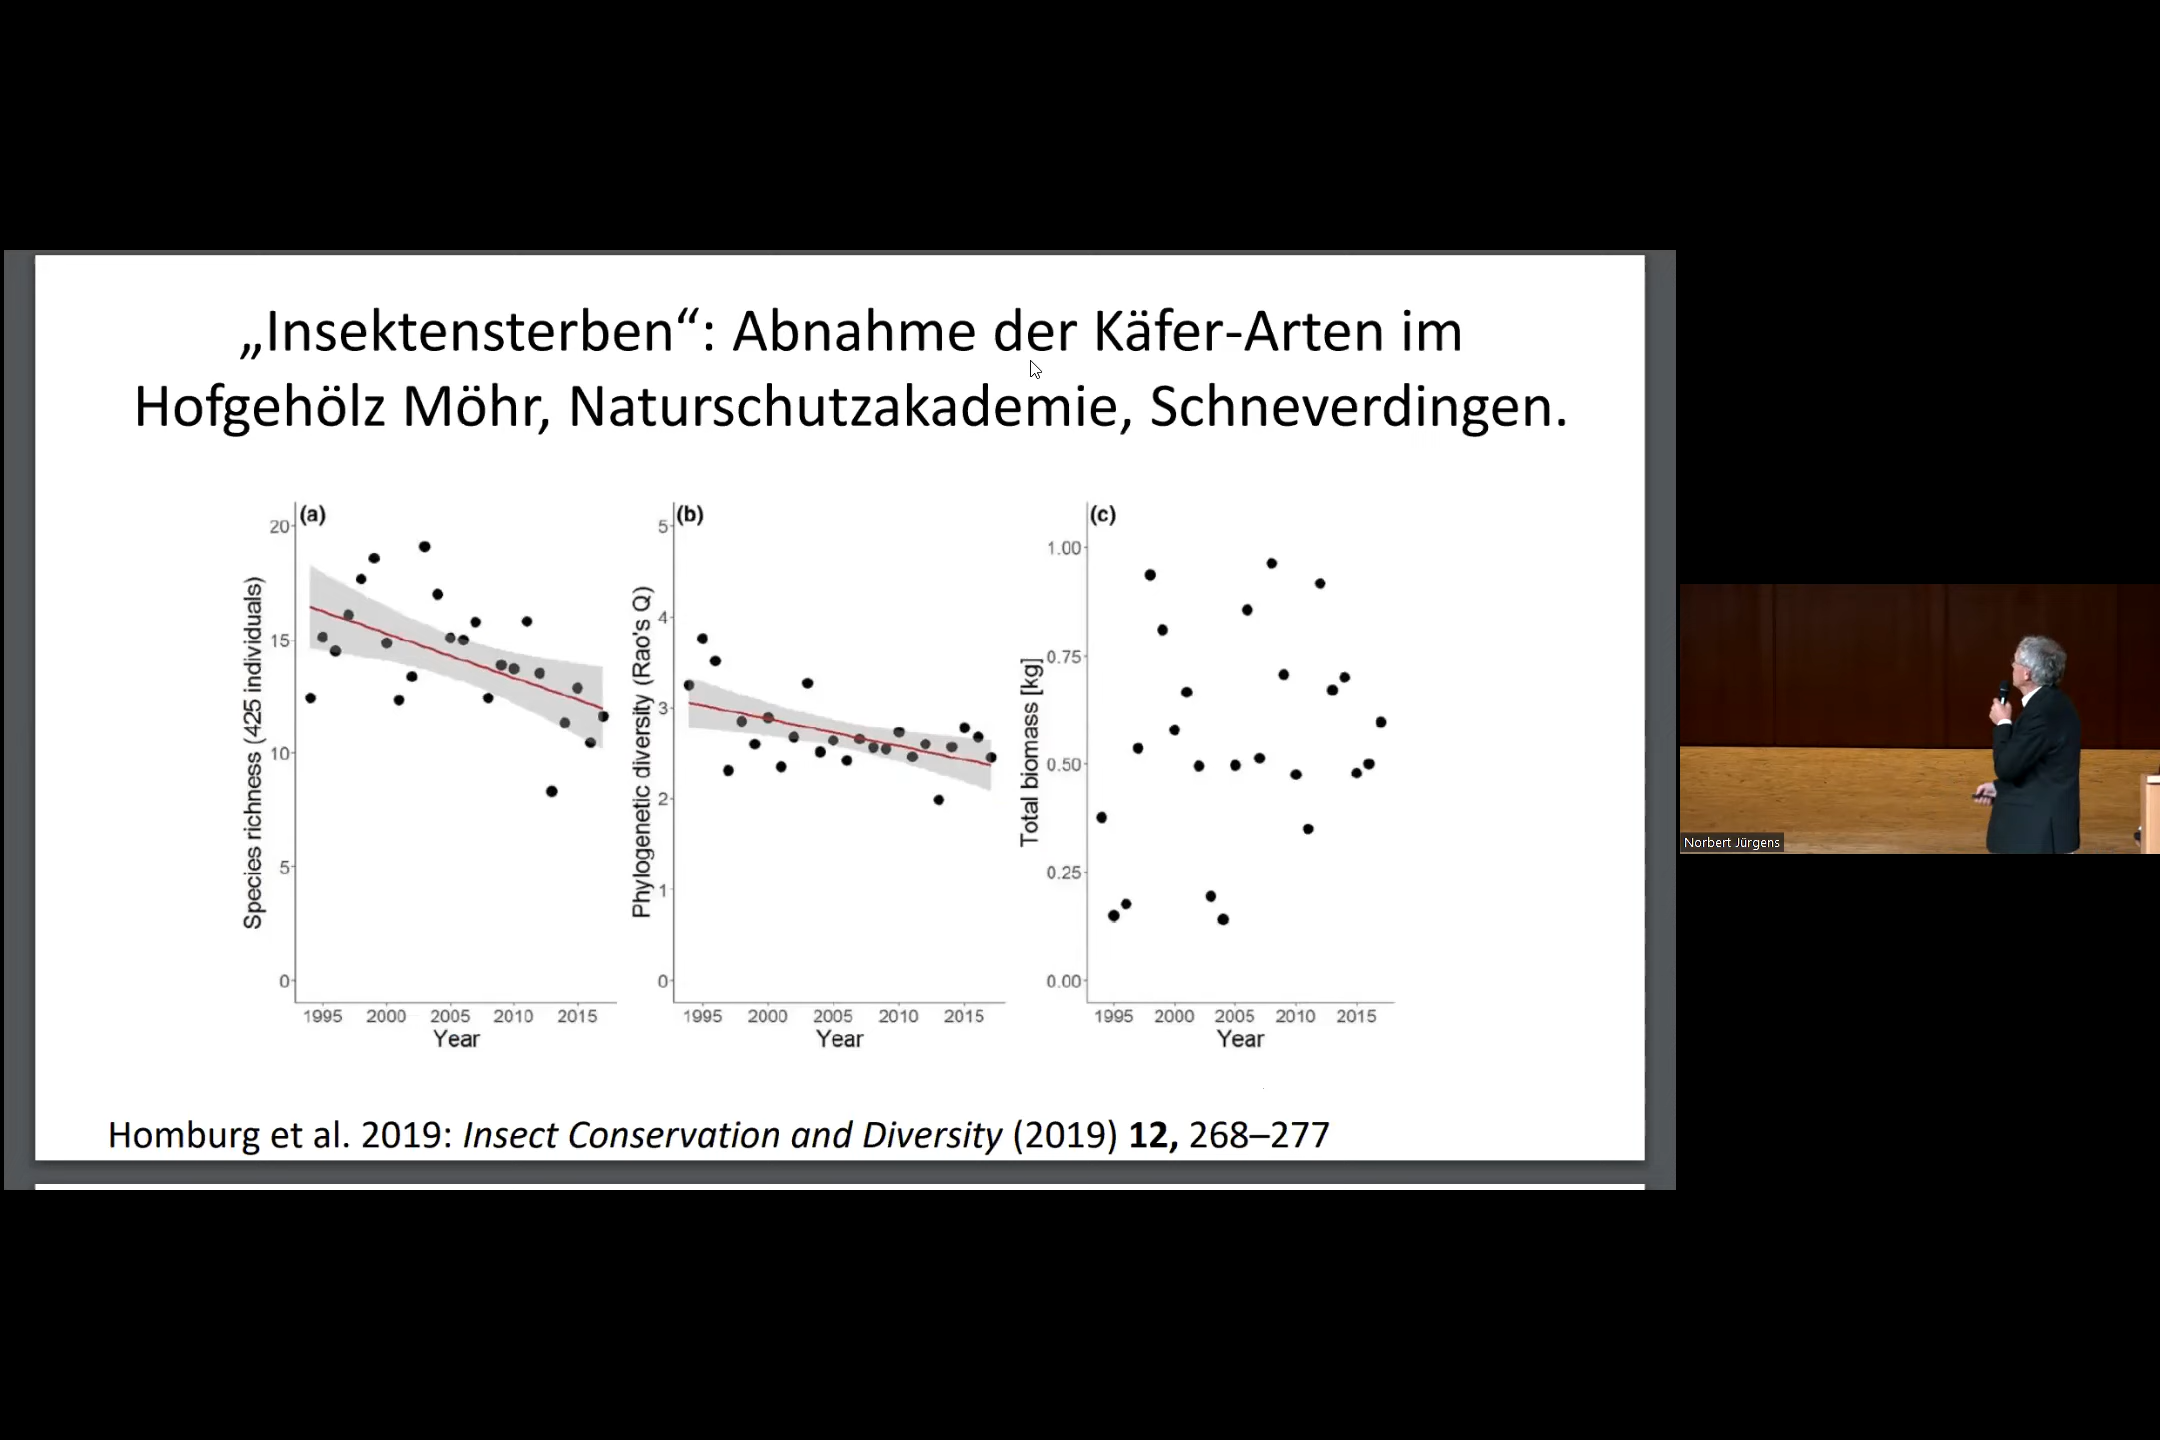 „Insektensterben“: Abnahme der Käfer-Arten im
Hofgehölz Möhr, Naturschutzakademie, Schneverdingen.
(a)
Species richness (425 individuals)
20
15
10
5
0
1995 2000 2005 2010 2015
Year
(b)
Phylogenetic diversity (Rao's Q)
5
4
3
2
1
0
1995 2000 2005 2010 2015
Year
(c)
Total biomass [kg]
1.00
0.75
0.50
0.25
0.00
1995 2000 2005 2010 2015
Year
Homburg et al. 2019: Insect Conservation and Diversity (2019) 12, 268–277
Norbert Jürgens